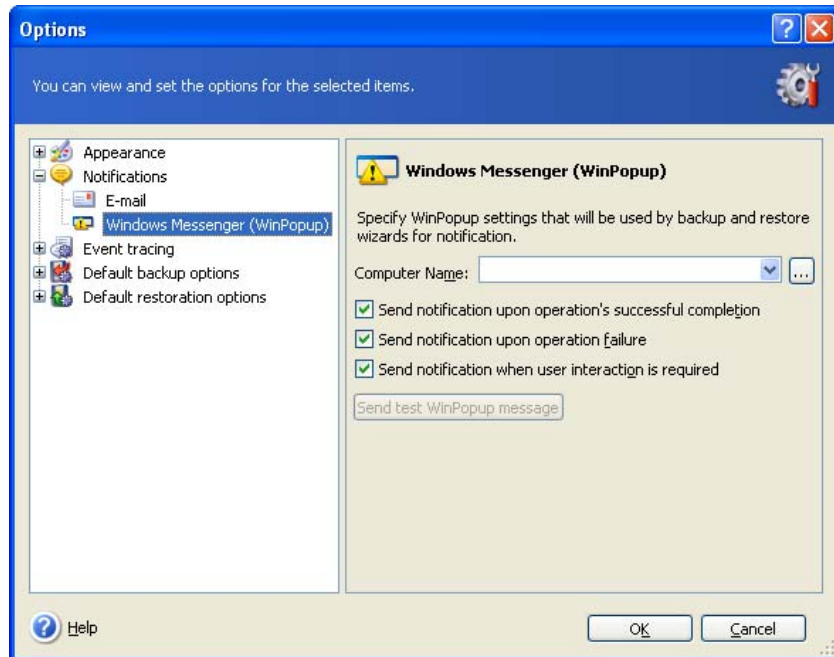 Options
You can view and set the options for the selected items.
Appearance
Notifications
E-mail
Windows Messenger (WinPopup)
Event tracing
Default backup options
Default restoration options
Windows Messenger (WinPopup)
Specify WinPopup settings that will be used by backup and restore
wizards for notification.
Computer Name:
...
Send notification upon operation's successful completion
Send notification upon operation failure
Send notification when user interaction is required
Send test WinPopup message
Help
OK
Cancel